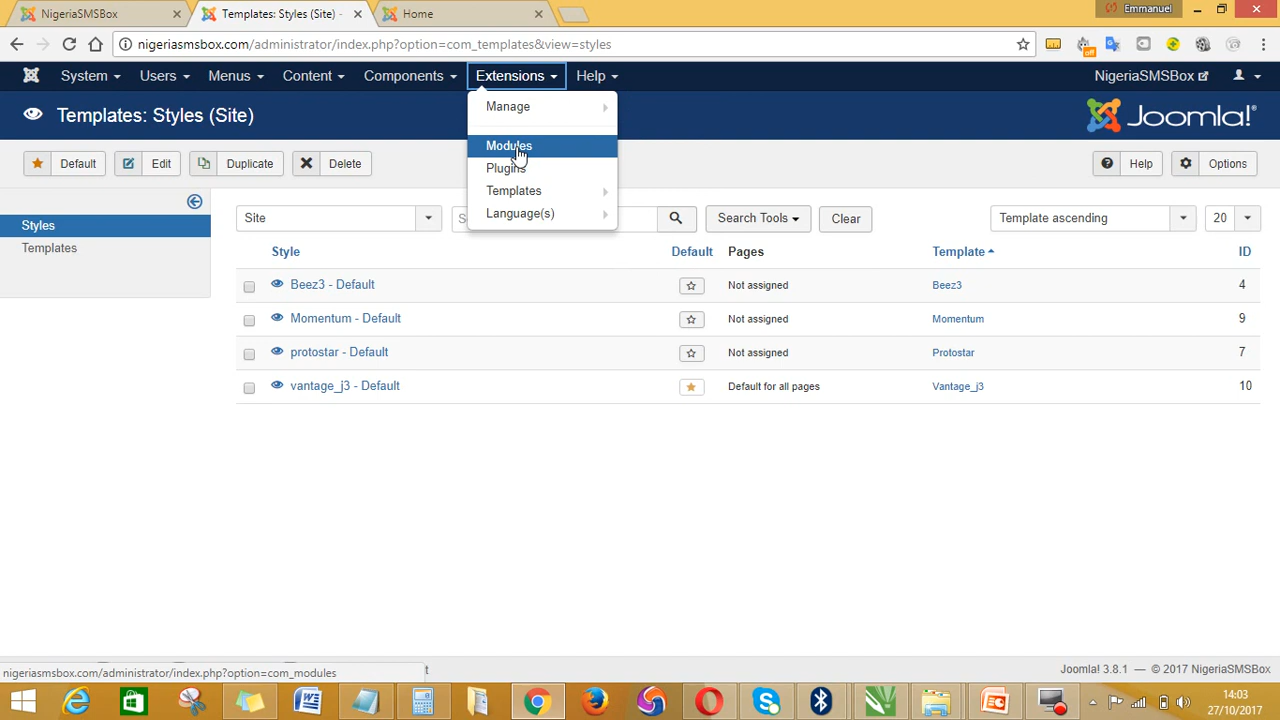 NigeriaSMSBox
Templates: Styles (Site) -
Home
Emmanuel
nigeriasmsbox.com/administrator/index.php?option=com_templates&view=styles
off
System Users Menus Content Components Extensions Help NigeriaSMSBox
Templates: Styles (Site)
Joomla!
Manage
Modules
Plugins
Templates
Language(s)
Default Edit Duplicate Delete Help Options
Styles
Templates
Site Search Tools Clear Template ascending 20
Style Default Pages Template ID
Beez3 - Default Not assigned Beez3 4
Momentum - Default Not assigned Momentum 9
protostar - Default Not assigned Protostar 7
vantage_j3 - Default Default for all pages Vantage_j3 10
nigeriasmsbox.com/administrator/index.php?option=com_modules
Joomla! 3.8.1 — © 2017 NigeriaSMSBox
14:03
27/10/2017